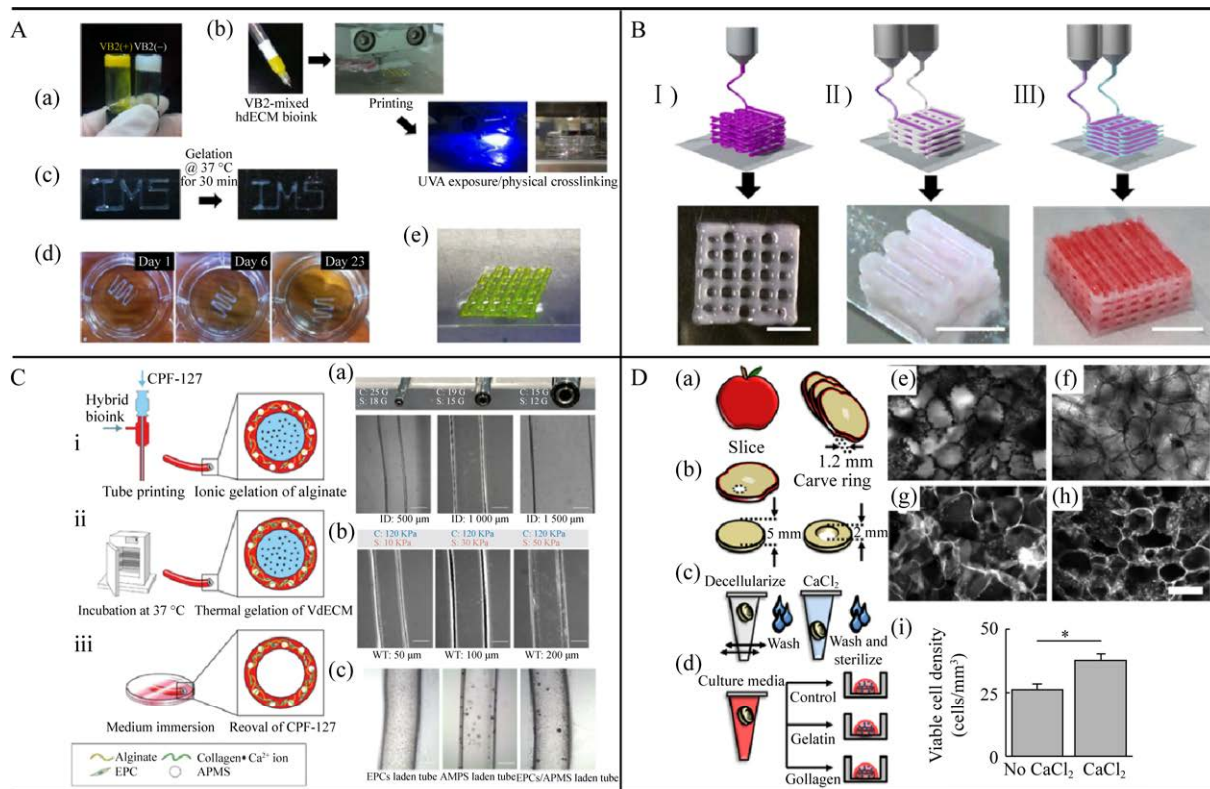 A
(a)
VB2(+) VB2(−)
(b)
VB2-mixed
hdECM bioink
Printing
UVA exposure/physical crosslinking
(c)
Gelation
@ 37 °C
for 30 min
IMS
IMS
(d)
Day 1
Day 6
Day 23
(e)
B
I)
II)
III)
C
CPF-127
Hybrid
bioink
i
Tube printing
Ionic gelation of alginate
ii
Incubation at 37 °C
Thermal gelation of VdECM
iii
Medium immersion
Reoval of CPF-127
Alginate
Collagen•Ca²⁺ ion
EPC
APMS
(a)
C: 25 G
S: 18 G
C: 19 G
S: 15 G
C: 15 G
S: 12 G
ID: 500 μm
ID: 1 000 μm
ID: 1 500 μm
(b)
C: 120 KPa
S: 10 KPa
C: 120 KPa
S: 30 KPa
C: 120 KPa
S: 50 KPa
WT: 50 μm
WT: 100 μm
WT: 200 μm
(c)
EPCs laden tube
AMPS laden tube
EPCs/APMS laden tube
D
(a)
Slice
1.2 mm
Carve ring
(b)
5 mm
2 mm
(c)
Decellularize
Wash
CaCl₂
Wash and
sterilize
(d)
Culture media
Control
Gelatin
Gollagen
(e)
(f)
(g)
(h)
(i)
Viable cell density
(cells/mm³)
50
25
0
*
No CaCl₂
CaCl₂